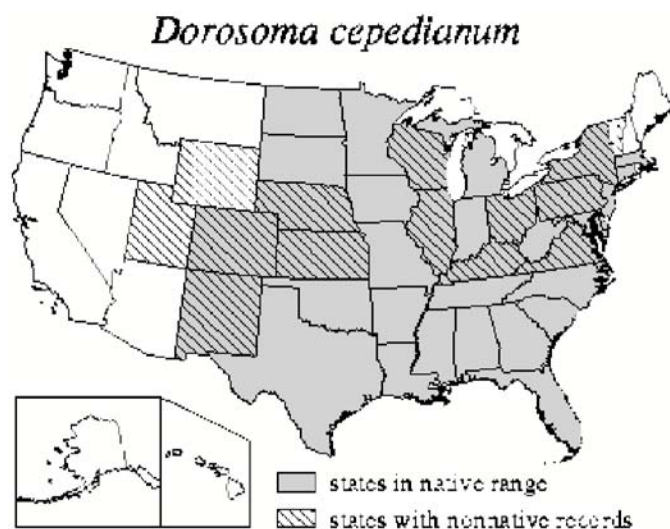 Dorosoma cepedianum
states in native range
states with nonnative records